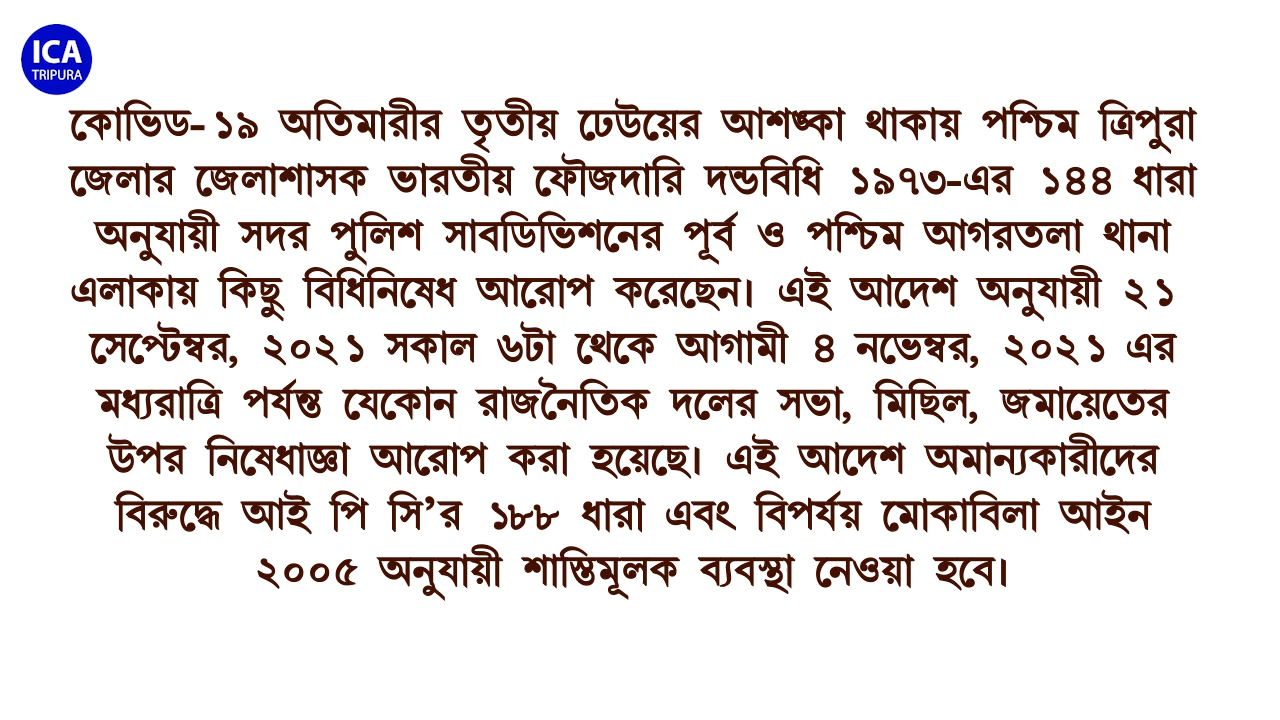 ICA
TRIPURA
কোভিড-১৯ অতিমারীর তৃতীয় ঢেউয়ের আশঙ্কা থাকায় পশ্চিম ত্রিপুরা
জেলার জেলাশাসক ভারতীয় ফৌজদারি দন্ডবিধি ১৯৭৩-এর ১৪৪ ধারা
অনুযায়ী সদর পুলিশ সাবডিভিশনের পূর্ব ও পশ্চিম আগরতলা থানা
এলাকায় কিছু বিধিনিষেধ আরোপ করেছেন। এই আদেশ অনুযায়ী ২১
সেপ্টেম্বর, ২০২১ সকাল ৬টা থেকে আগামী ৪ নভেম্বর, ২০২১ এর
মধ্যরাত্রি পর্যন্ত যেকোন রাজনৈতিক দলের সভা, মিছিল, জমায়েতের
উপর নিষেধাজ্ঞা আরোপ করা হয়েছে। এই আদেশ অমান্যকারীদের
বিরুদ্ধে আই পি সি’র ১৮৮ ধারা এবং বিপর্যয় মোকাবিলা আইন
২০০৫ অনুযায়ী শাস্তিমূলক ব্যবস্থা নেওয়া হবে।